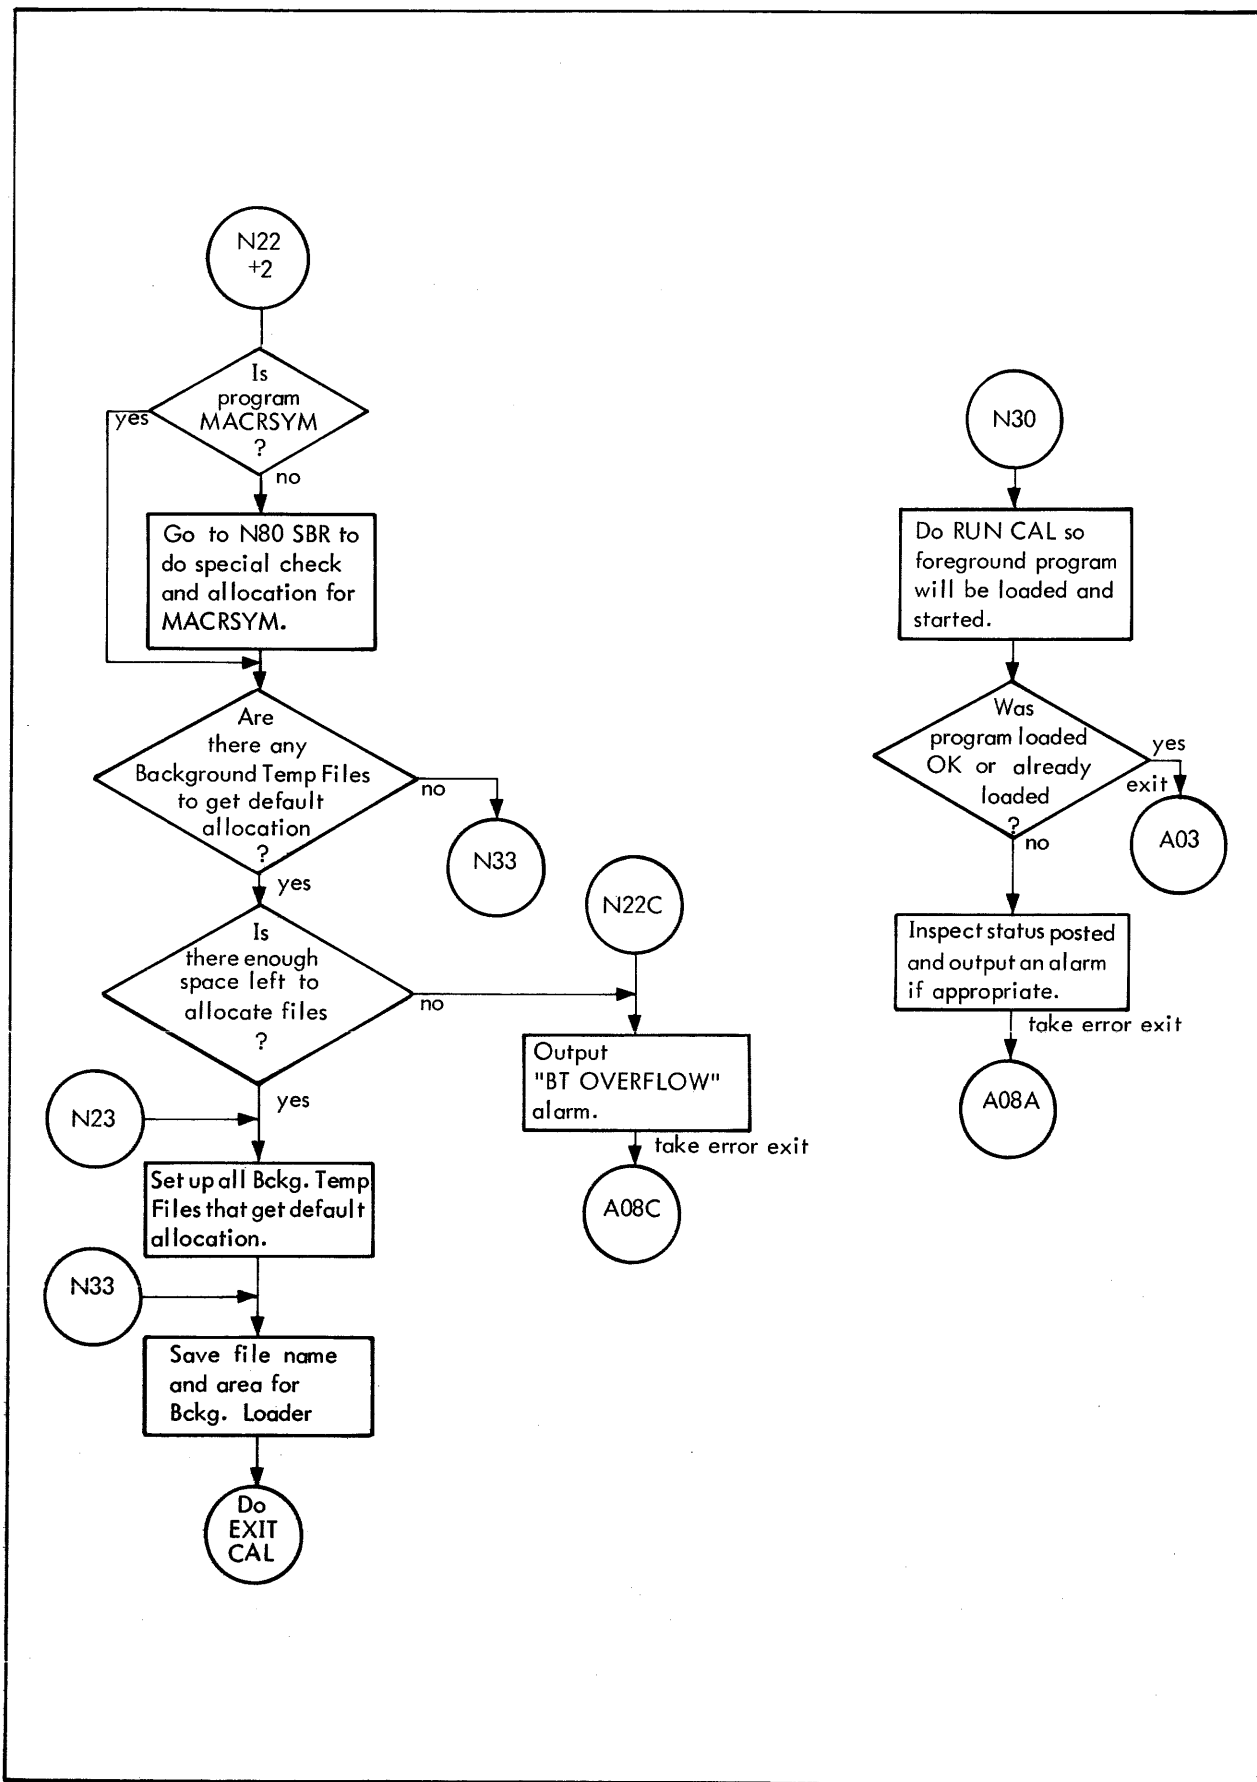 N22
+2
Is
program
MACRSYM
?
yes
no
Go to N80 SBR to
do special check
and allocation for
MACRSYM.
Are
there any
Background Temp Files
to get default
allocation
?
no
N33
yes
Is
there enough
space left to
allocate files
?
no
N22C
yes
Output
"BT OVERFLOW"
alarm.
take error exit
A08C
N23
Set up all Bckg. Temp
Files that get default
allocation.
N33
Save file name
and area for
Bckg. Loader
Do
EXIT
CAL
N30
Do RUN CAL so
foreground program
will be loaded and
started.
Was
program loaded
OK or already
loaded
?
yes
exit
A03
no
Inspect status posted
and output an alarm
if appropriate.
take error exit
A08A